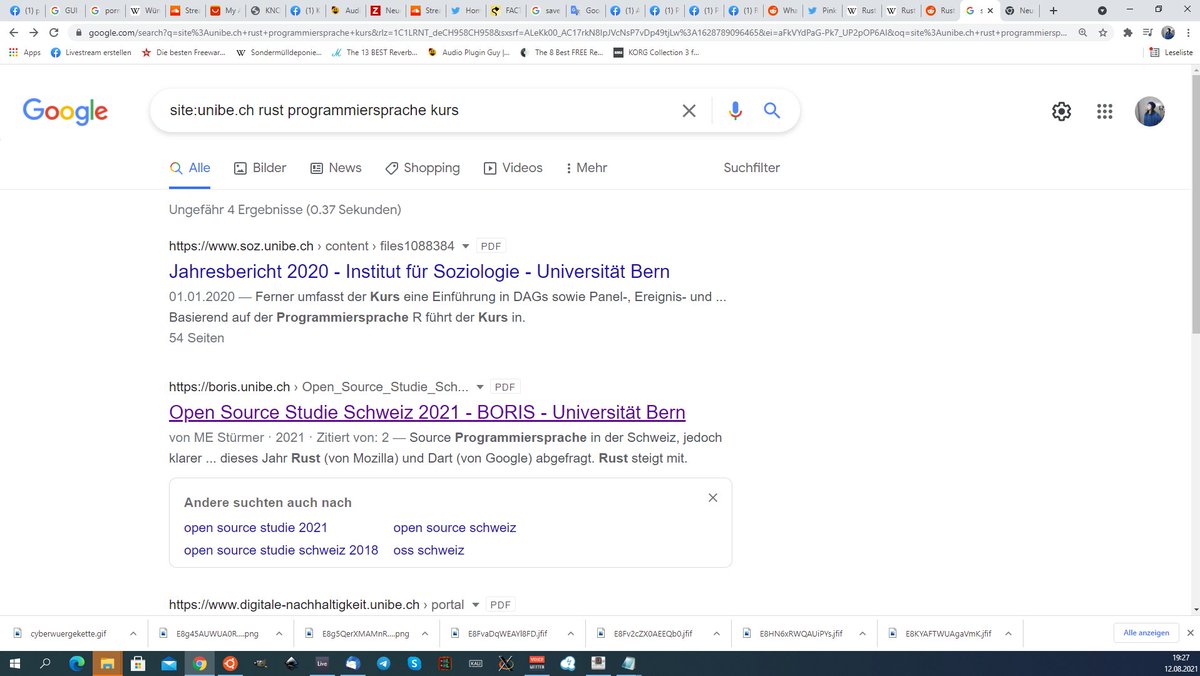 (1) p
G GUI
G porn
W Wür
Strea
My A
KNC
(1) K
Audi
Z Neu
Strea
Hom
FAC
G save
Goo
(1) A
(1) F
(1) F
(1) F
Wha
Pink
W Rust
W Rust
Rust
G s
Neu
google.com/search?q=site%3Aunibe.ch+rust+programmiersprache+kurs&rlz=1C1LRNT_deCH958CH958&sxsrf=ALeKk00_AC17rkN8IpJVcNsP7vDp49tjLw%3A1628789096465&ei=aFkVYdPaG-Pk7_UP2pOP6AI&oq=site%3Aunibe.ch+rust+programmiersp...
Apps
Livestream erstellen
Die besten Freewar...
Sondermülldeponie...
The 13 BEST Reverb...
Audio Plugin Guy |...
The 8 Best FREE Re...
KORG Collection 3 f...
Leseliste
Google
site:unibe.ch rust programmiersprache kurs
Alle
Bilder
News
Shopping
Videos
Mehr
Suchfilter
Ungefähr 4 Ergebnisse (0.37 Sekunden)
https://www.soz.unibe.ch › content › files1088384 PDF
Jahresbericht 2020 - Institut für Soziologie - Universität Bern
01.01.2020 — Ferner umfasst der Kurs eine Einführung in DAGs sowie Panel-, Ereignis- und ...
Basierend auf der Programmiersprache R führt der Kurs in.
54 Seiten
https://boris.unibe.ch › Open_Source_Studie_Sch... PDF
Open Source Studie Schweiz 2021 - BORIS - Universität Bern
von ME Stürmer · 2021 · Zitiert von: 2 — Source Programmiersprache in der Schweiz, jedoch
klarer ... dieses Jahr Rust (von Mozilla) und Dart (von Google) abgefragt. Rust steigt mit.
Andere suchten auch nach
open source studie 2021
open source schweiz
open source studie schweiz 2018
oss schweiz
https://www.digitale-nachhaltigkeit.unibe.ch › portal PDF
cyberwuergekette.gif
E8g45AUWUA0R....png
E8g5QerXMAMnR....png
E8FvaDqWEAYl8FD.jfif
E8Fv2cZX0AEEQb0.jfif
E8HN6xRWQAUiPYs.jfif
E8KYAFTWUAgaVmK.jfif
Alle anzeigen
Live
KAU
19:27
12.08.2021